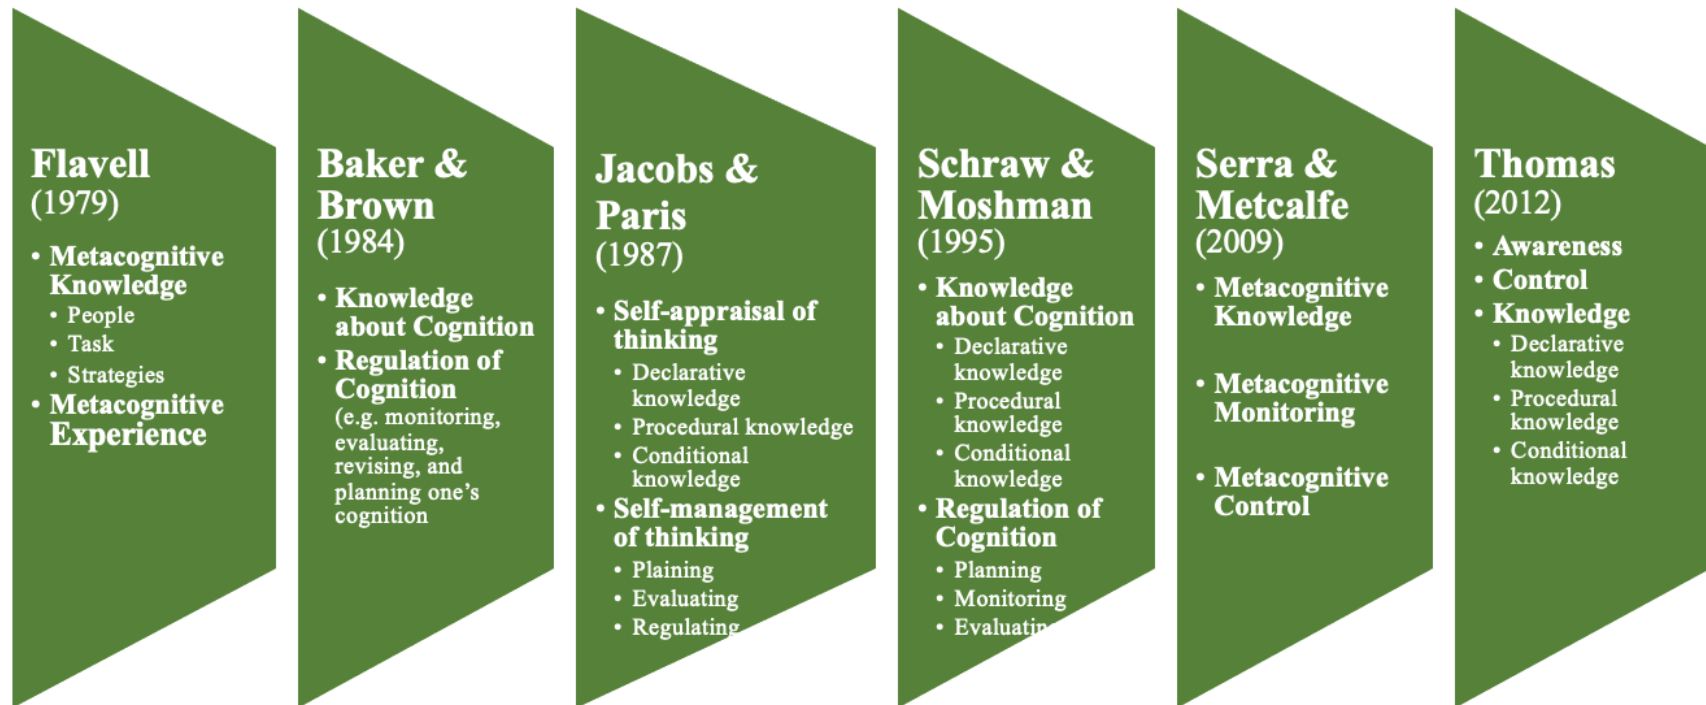 Flavell
(1979)
• Metacognitive
Knowledge
• People
• Task
• Strategies
• Metacognitive
Experience
Baker &
Brown
(1984)
• Knowledge
about Cognition
• Regulation of
Cognition
(e.g. monitoring,
evaluating,
revising, and
planning one’s
cognition
Jacobs &
Paris
(1987)
• Self-appraisal of
thinking
• Declarative
knowledge
• Procedural knowledge
• Conditional
knowledge
• Self-management
of thinking
• Plaining
• Evaluating
• Regulating
Schraw &
Moshman
(1995)
• Knowledge
about Cognition
• Declarative
knowledge
• Procedural
knowledge
• Conditional
knowledge
• Regulation of
Cognition
• Planning
• Monitoring
• Evaluating
Serra &
Metcalfe
(2009)
• Metacognitive
Knowledge
• Metacognitive
Monitoring
• Metacognitive
Control
Thomas
(2012)
• Awareness
• Control
• Knowledge
• Declarative
knowledge
• Procedural
knowledge
• Conditional
knowledge